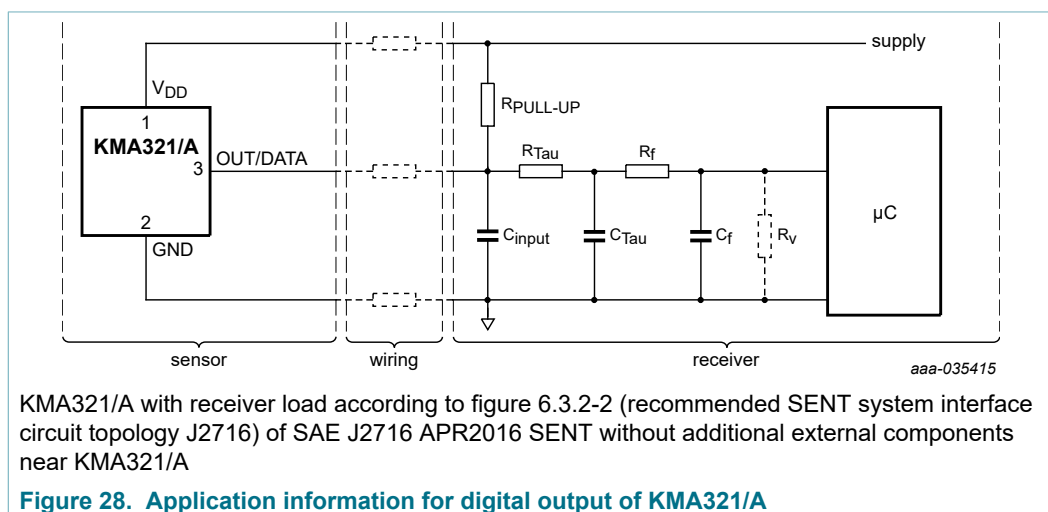 supply
V_DD
R_PULL-UP
1
KMA321/A
OUT/DATA
R_Tau
R_f
3
μC
2
C_input
C_Tau
C_f
R_v
GND
sensor
wiring
receiver
aaa-035415
KMA321/A with receiver load according to figure 6.3.2-2 (recommended SENT system interface
circuit topology J2716) of SAE J2716 APR2016 SENT without additional external components
near KMA321/A
Figure 28. Application information for digital output of KMA321/A